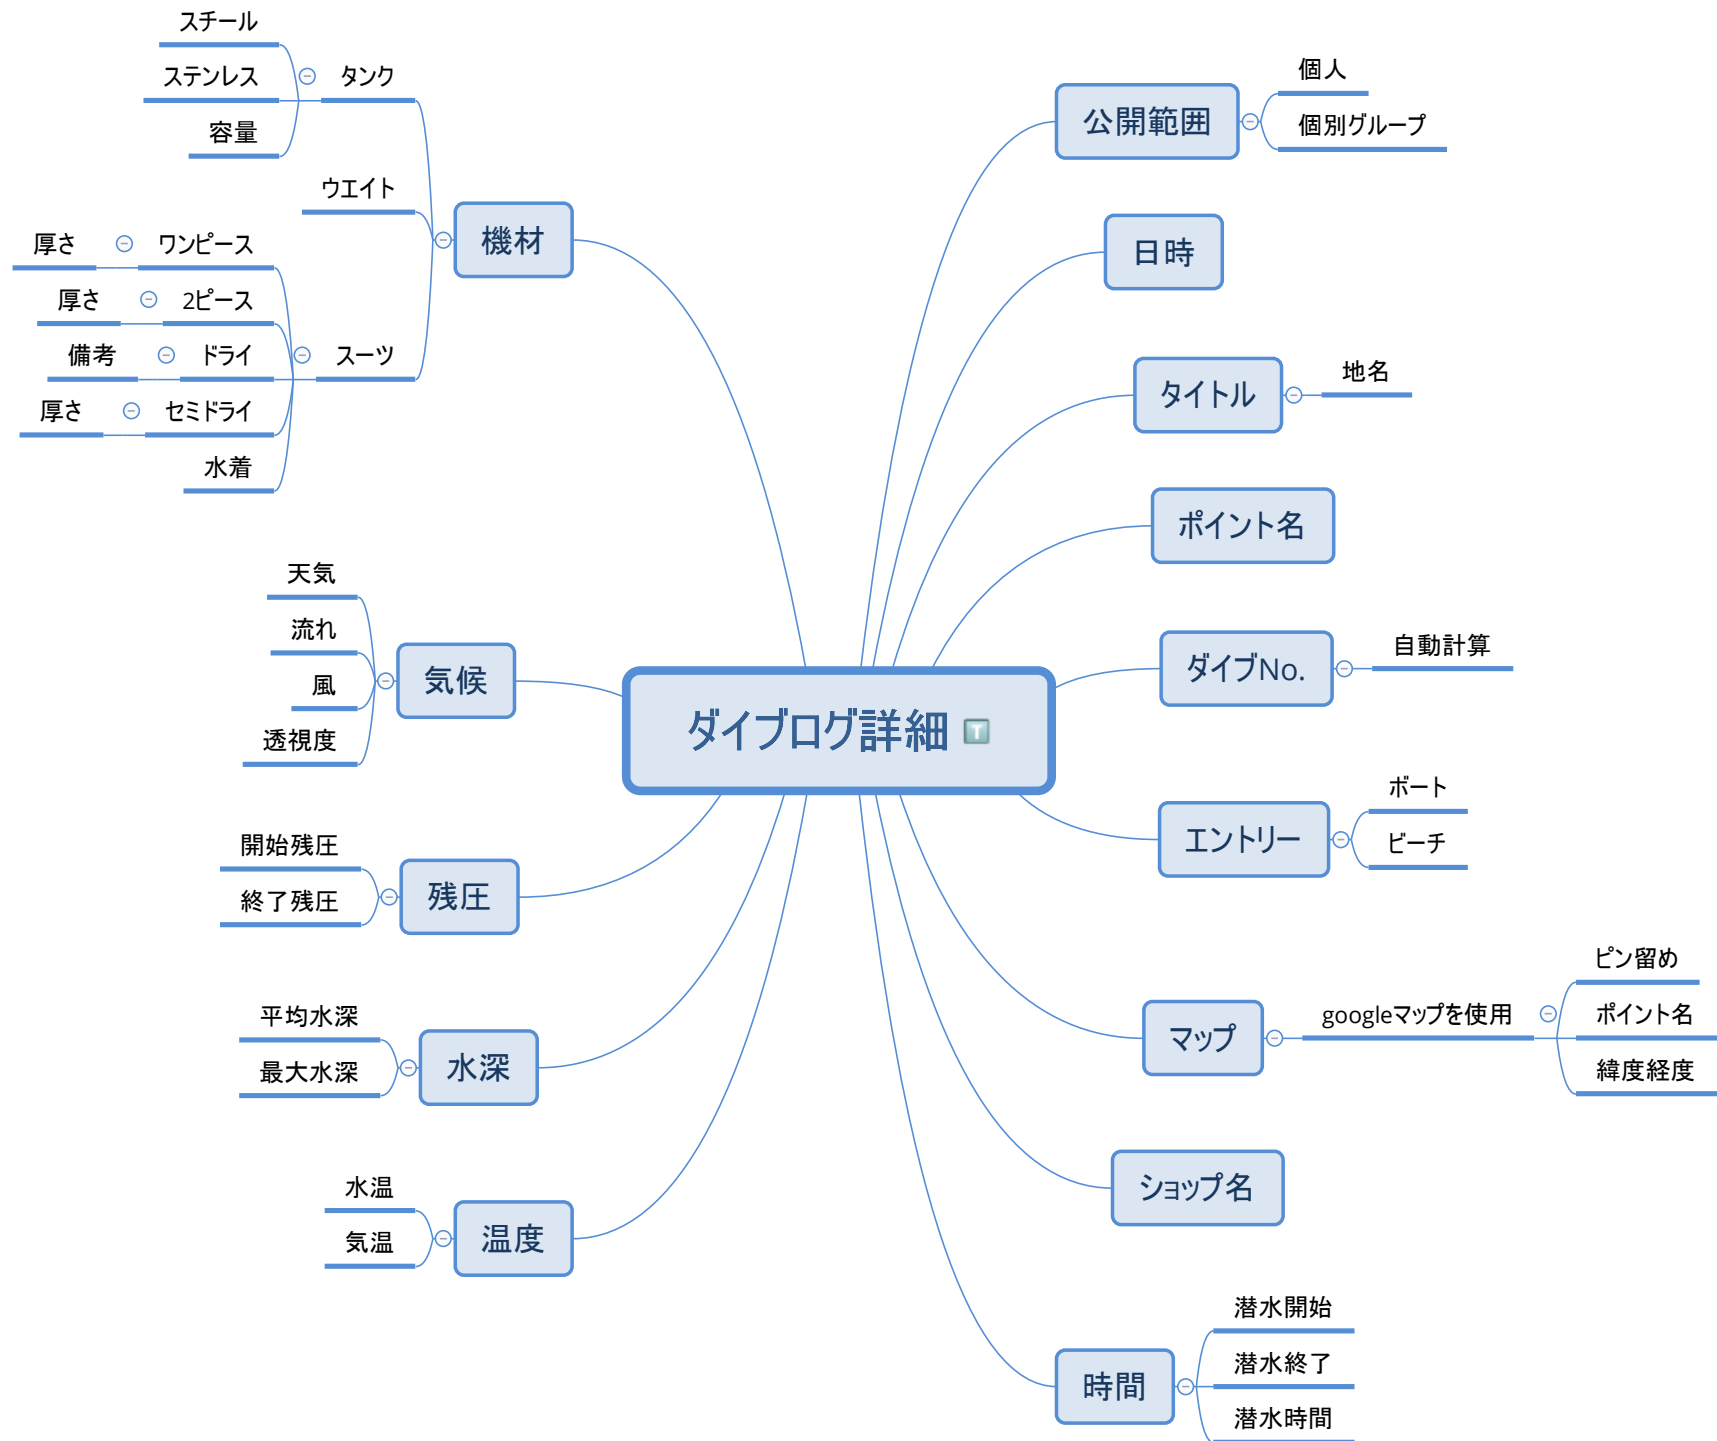 ダイブログ詳細
公開範囲
個人
個別グループ
日時
タイトル
地名
ポイント名
ダイブNo.
自動計算
エントリー
ボート
ビーチ
マップ
googleマップを使用
ピン留め
ポイント名
緯度経度
ショップ名
時間
潜水開始
潜水終了
潜水時間
機材
タンク
スチール
ステンレス
容量
ウエイト
スーツ
ワンピース
厚さ
2ピース
厚さ
ドライ
備考
セミドライ
厚さ
水着
気候
天気
流れ
風
透視度
残圧
開始残圧
終了残圧
水深
平均水深
最大水深
温度
水温
気温